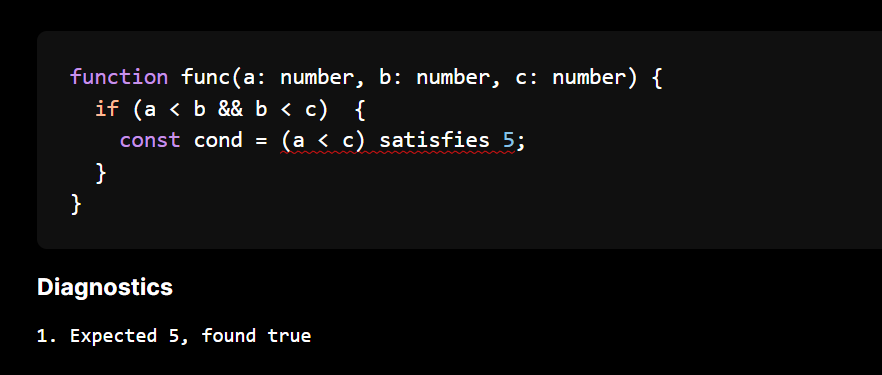 function func(a: number, b: number, c: number) {
  if (a < b && b < c)  {
    const cond = (a < c) satisfies 5;
  }
}
Diagnostics
1. Expected 5, found true